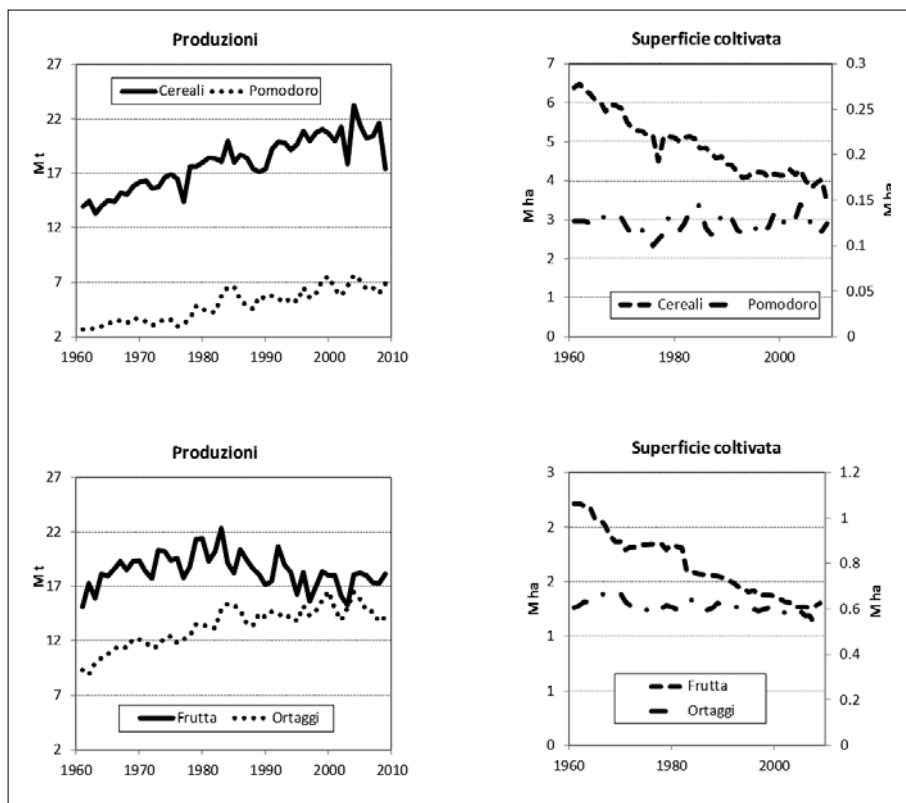 Produzioni
27
22
17
12
7
2
M t
Cereali Pomodoro
1960 1970 1980 1990 2000 2010
Superficie coltivata
7
6
5
4
3
2
1
0
M ha
0.3
0.25
0.2
0.15
0.1
0.05
0
M ha
Cereali Pomodoro
1960 1980 2000
Produzioni
27
22
17
12
7
2
M t
Frutta Ortaggi
1960 1970 1980 1990 2000 2010
Superficie coltivata
3
2
2
1
1
0
M ha
1.2
1
0.8
0.6
0.4
0.2
0
M ha
Frutta
Ortaggi
1960 1980 2000